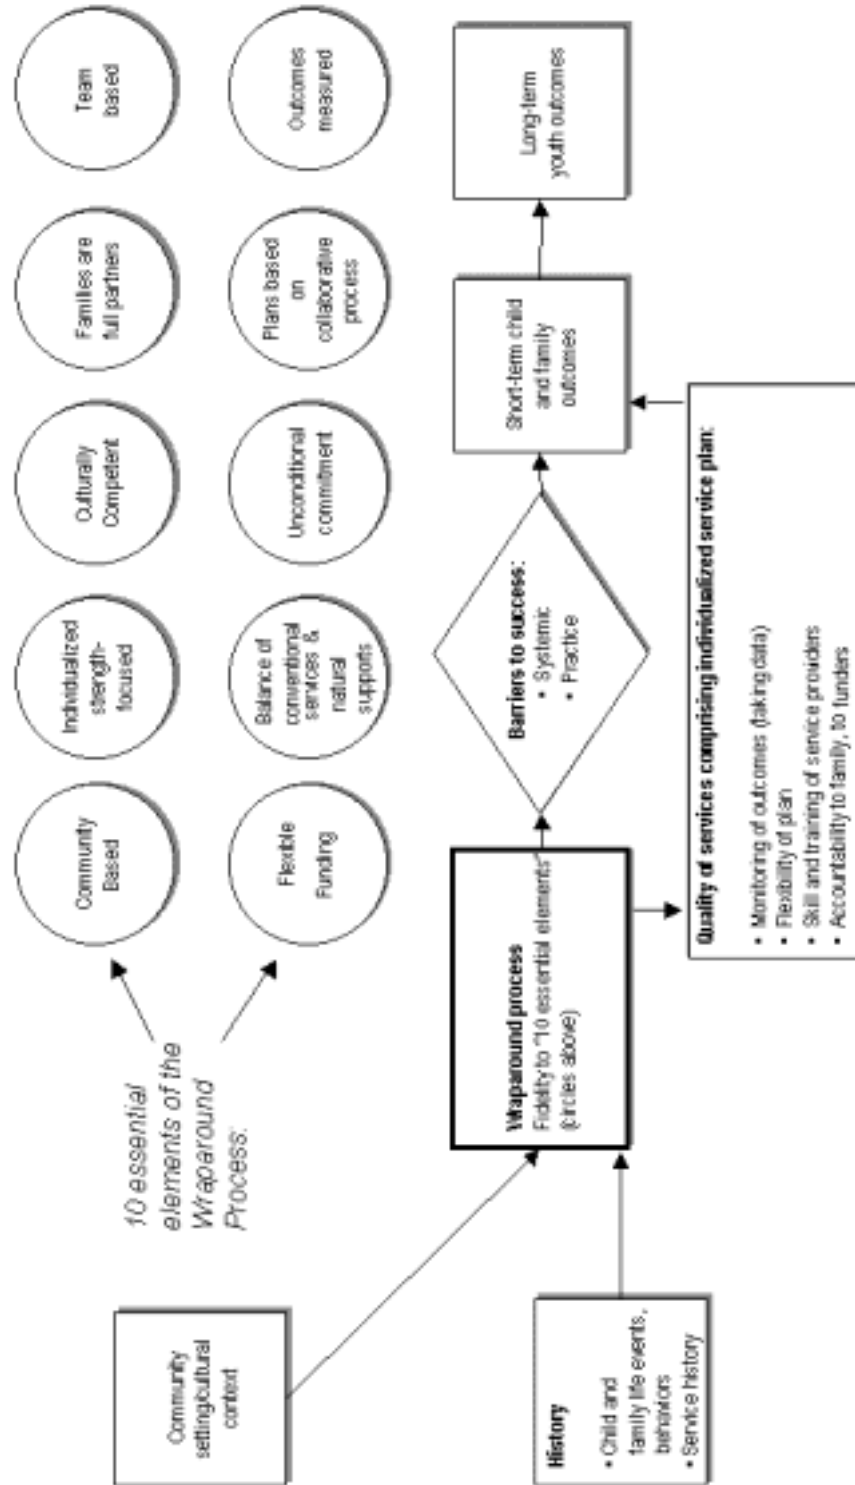 10 essential
elements of the
Wraparound
Process:
Community
Based
Individualized
strength-
focused
Culturally
Competent
Families are
full partners
Team
based
Flexible
Funding
Balance of
conventional
services &
natural
supports
Unconditional
commitment
Plans based
on
collaborative
process
Outcomes
measured
Community
setting/cultural
context
History
• Child and
family life events,
behaviors
• Service history
Wraparound process
Fidelity to "10 essential elements"
(circles above)
Barriers to success:
• Systemic
• Practice
Short-term child
and family
outcomes
Long-term
youth outcomes
Quality of services comprising individualized service plan:
• Monitoring of outcomes (taking data)
• Flexibility of plan
• Skill and training of service providers
• Accountability to family, to funders